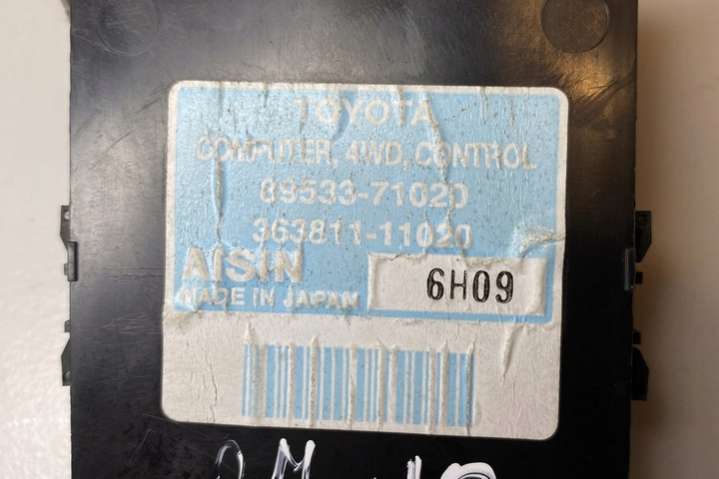 TOYOTA
COMPUTER, 4WD, CONTROL
89533-71020
363811-11020
AISIN
6H09
MADE IN JAPAN